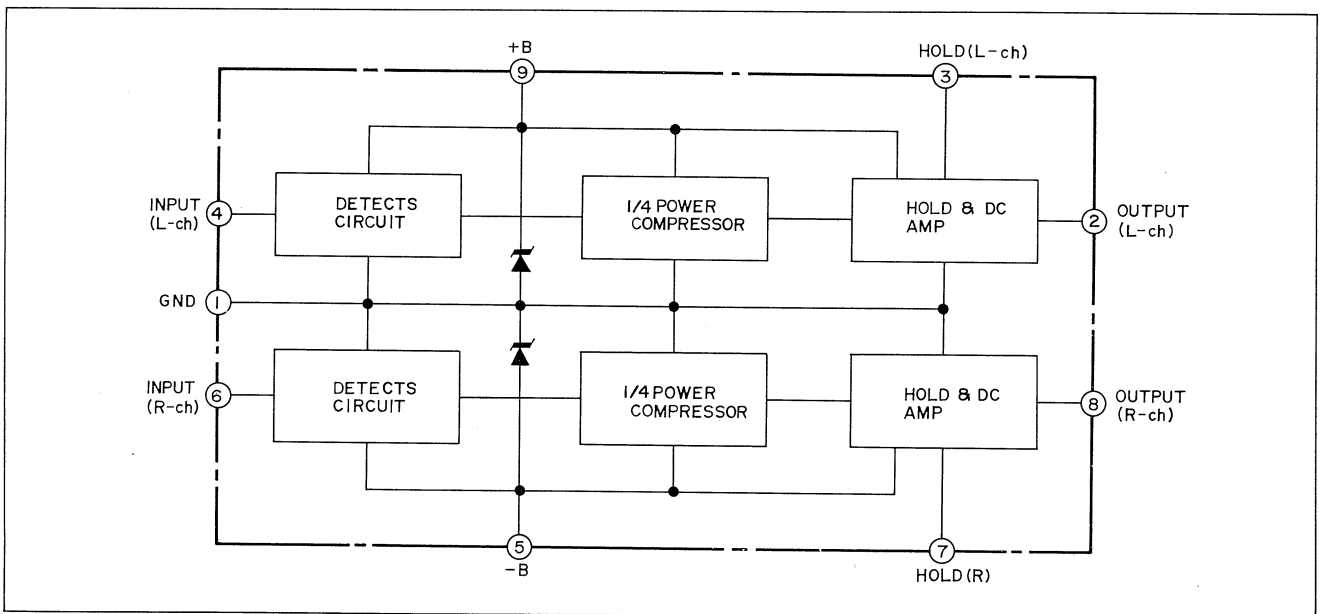 +B
9
HOLD(L-ch)
3
INPUT
(L-ch)
4
DETECTS
CIRCUIT
1/4 POWER
COMPRESSOR
HOLD & DC
AMP
2
OUTPUT
(L-ch)
GND
1
INPUT
(R-ch)
6
DETECTS
CIRCUIT
1/4 POWER
COMPRESSOR
HOLD & DC
AMP
8
OUTPUT
(R-ch)
5
-B
7
HOLD(R)